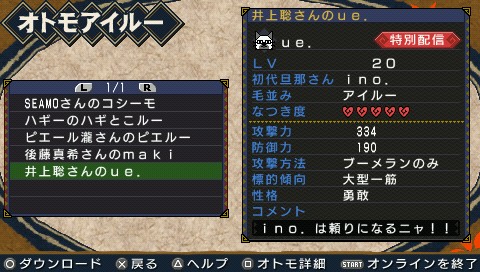 オトモアイルー
L 1/1 R
SEAMOさんのコシーモ
ハギーのハギとこルー
ピエール瀧さんのピエルー
後藤真希さんのmaki
井上聡さんのue.
井上聡さんのue.
ue. 特別配信
LV 20
初代旦那さん ino.
毛並み アイルー
なつき度
攻撃力 334
防御力 190
攻撃方法 ブーメランのみ
標的傾向 大型一筋
性格 勇敢
コメント
ino.は頼りになるニャ!!
○ダウンロード ×戻る △ヘルプ □オトモ詳細 START オンラインを終了